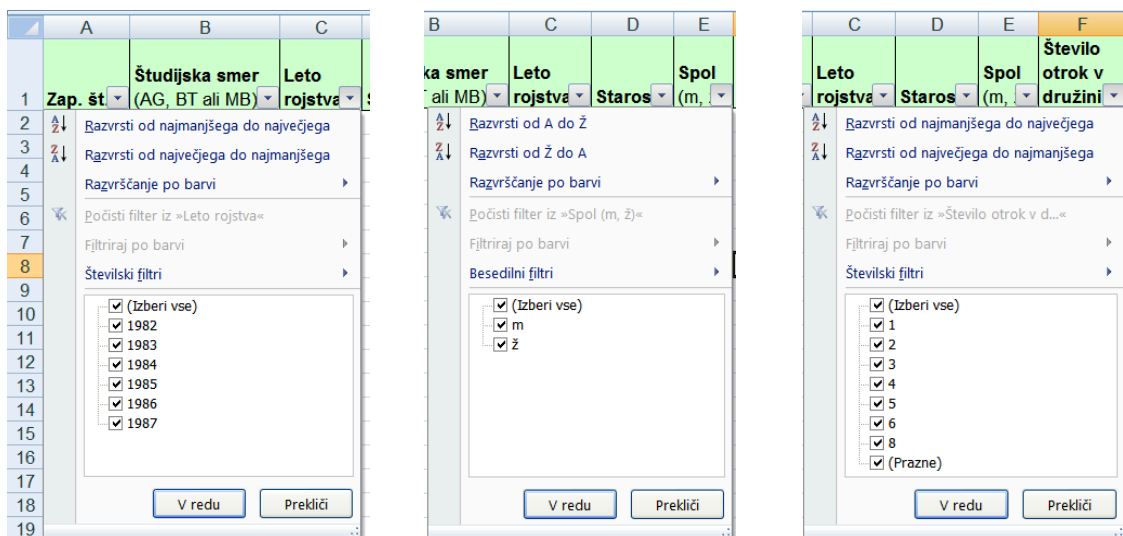 A B C
Zap. št.
Študijska smer
(AG, BT ali MB)
Leto
rojstva
1
2
3
4
5
6
7
8
9
10
11
12
13
14
15
16
17
18
19
Razvrsti od najmanjšega do največjega
Razvrsti od največjega do najmanjšega
Razvrščanje po barvi
Počisti filter iz »Leto rojstva«
Filtriraj po barvi
Številski filtri
(Izberi vse)
1982
1983
1984
1985
1986
1987
V redu Prekliči
B C D E
ka smer
ali MB)
Leto
rojstva
Staros
Spol
(m,
Razvrsti od A do Ž
Razvrsti od Ž do A
Razvrščanje po barvi
Počisti filter iz »Spol (m, ž)«
Filtriraj po barvi
Besedilni filtri
(Izberi vse)
m
ž
V redu Prekliči
C D E F
Leto
rojstva
Staros
Spol
(m,
Število
otrok v
družini
Razvrsti od najmanjšega do največjega
Razvrsti od največjega do najmanjšega
Razvrščanje po barvi
Počisti filter iz »Število otrok v d...«
Filtriraj po barvi
Številski filtri
(Izberi vse)
1
2
3
4
5
6
8
(Prazne)
V redu Prekliči